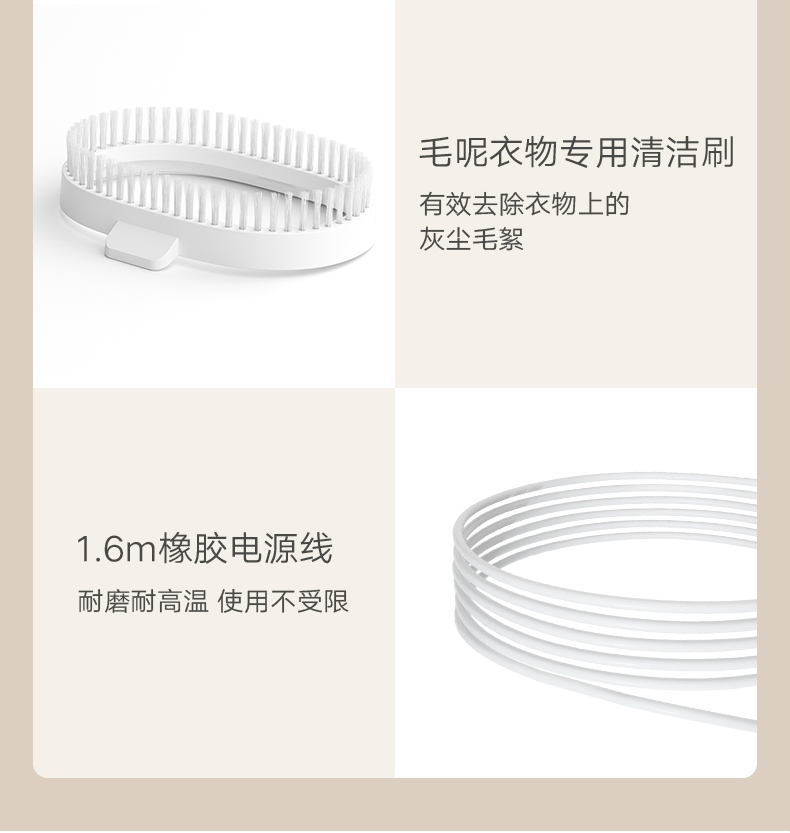 毛呢衣物专用清洁刷
有效去除衣物上的
灰尘毛絮
1.6m橡胶电源线
耐磨耐高温 使用不受限